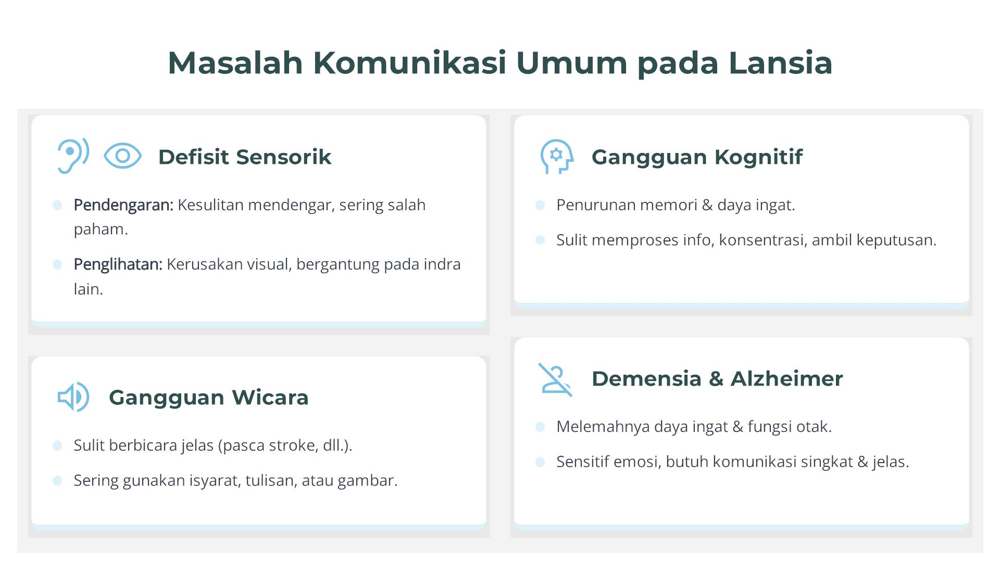 Masalah Komunikasi Umum pada Lansia
Defisit Sensorik
Pendengaran: Kesulitan mendengar, sering salah
paham.
Penglihatan: Kerusakan visual, bergantung pada indra
lain.
Gangguan Kognitif
Penurunan memori & daya ingat.
Sulit memproses info, konsentrasi, ambil keputusan.
Gangguan Wicara
Sulit berbicara jelas (pasca stroke, dll.).
Sering gunakan isyarat, tulisan, atau gambar.
Demensia & Alzheimer
Melemahnya daya ingat & fungsi otak.
Sensitif emosi, butuh komunikasi singkat & jelas.